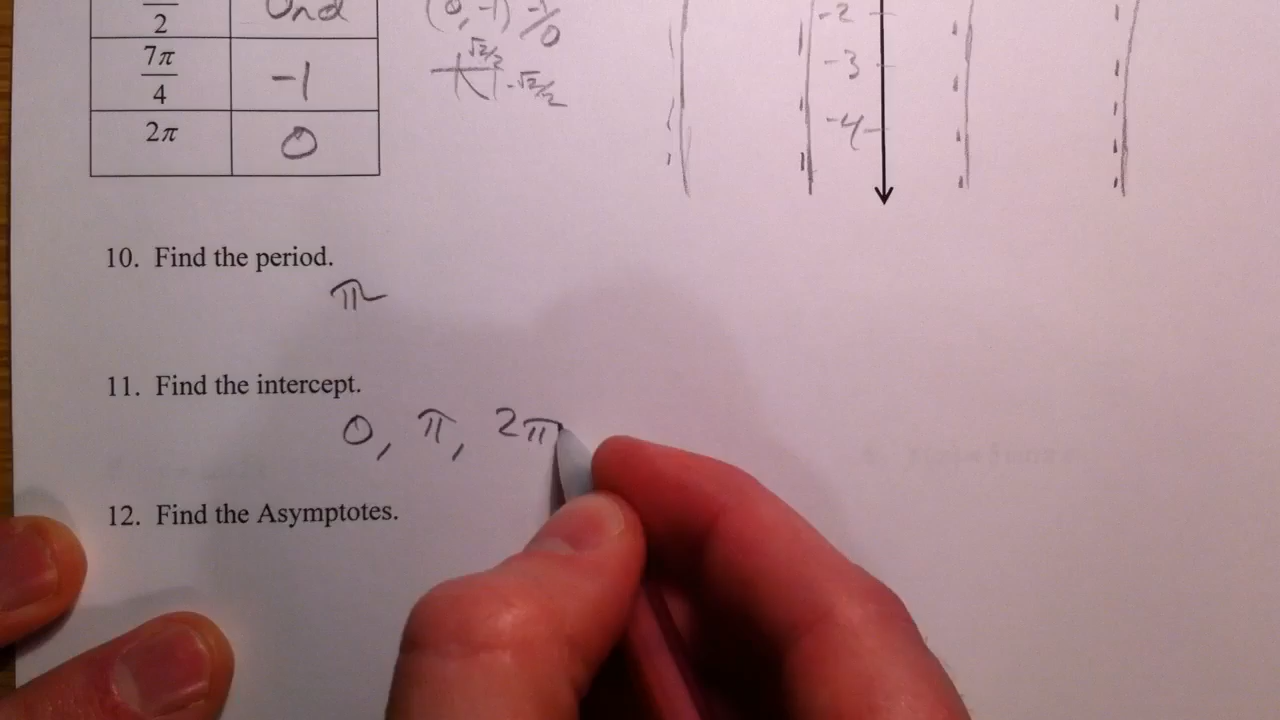 2 und (0, -1) -1/0
-2
7π/4 -1 √2/2 -√2/2
-3
2π 0
-4
10. Find the period.
π
11. Find the intercept.
0, π, 2π
12. Find the Asymptotes.